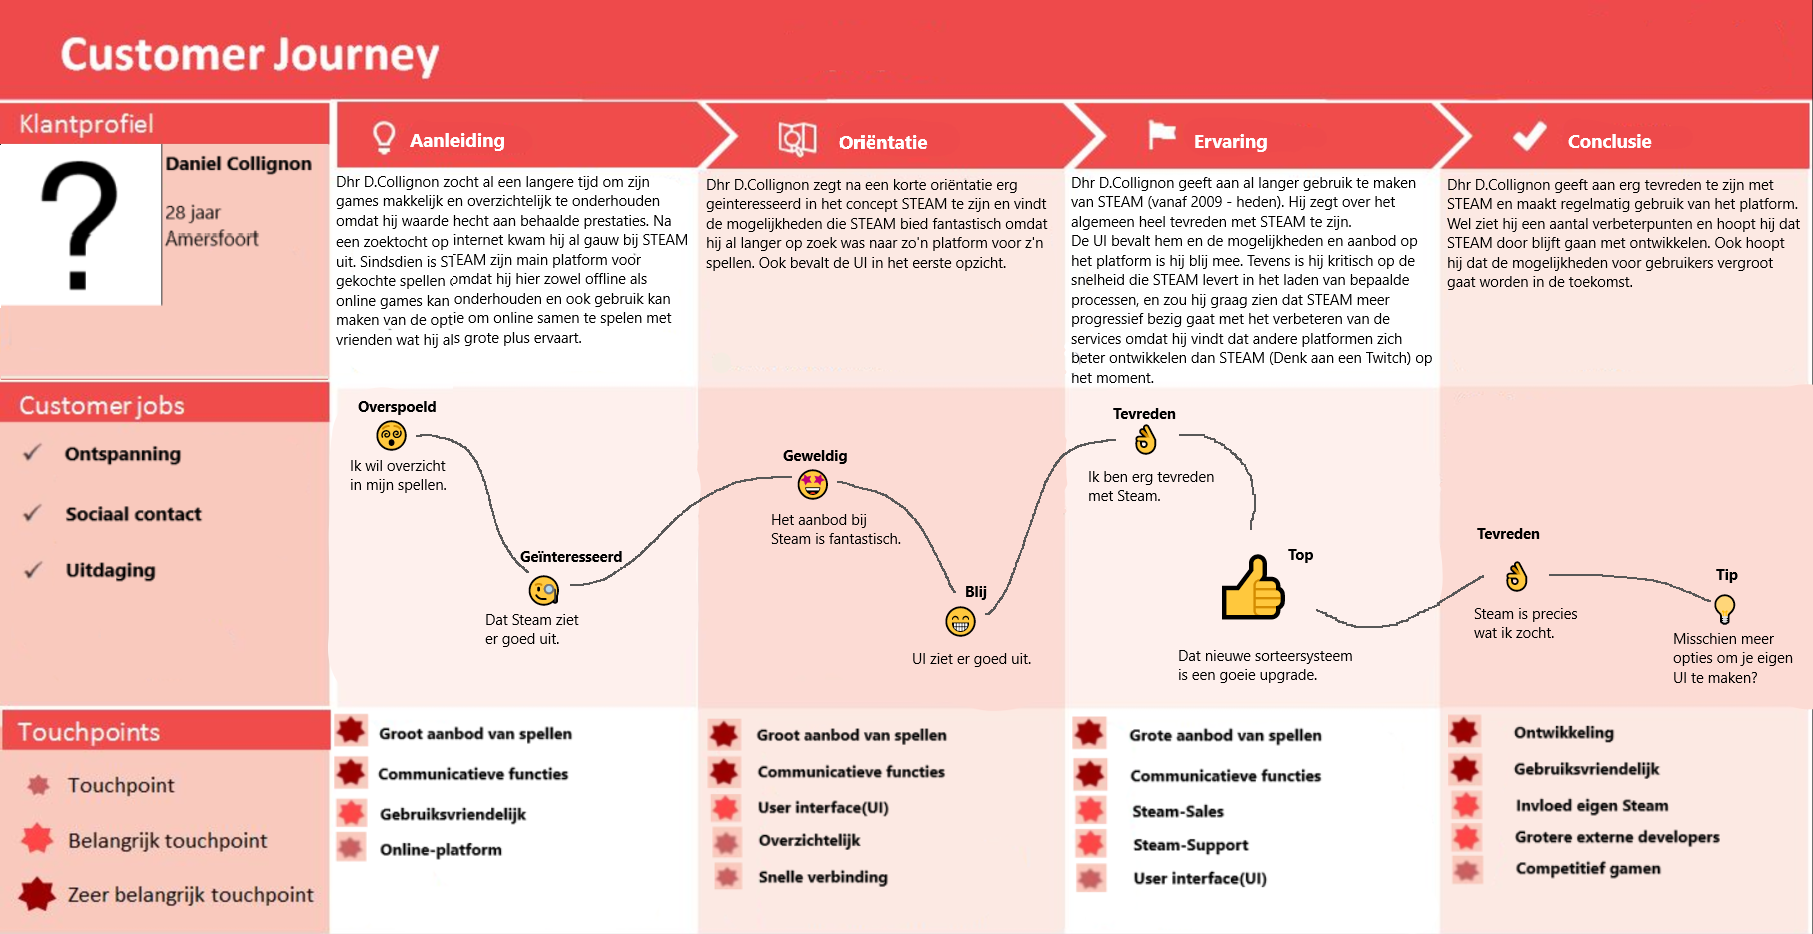 Customer Journey
Klantprofiel
Daniel Collignon
28 jaar
Amersfoort
Aanleiding
Dhr D.Collignon zocht al een langere tijd om zijn
games makkelijk en overzichtelijk te onderhouden
omdat hij waarde hecht aan behaalde prestaties. Na
een zoektocht op internet kwam hij al gauw bij STEAM
uit. Sindsdien is STEAM zijn main platform voor
gekochte spellen omdat hij hier zowel offline als
online games kan onderhouden en ook gebruik kan
maken van de optie om online samen te spelen met
vrienden wat hij als grote plus ervaart.
Oriëntatie
Dhr D.Collignon zegt na een korte oriëntatie erg
geinteresseerd in het concept STEAM te zijn en vindt
de mogelijkheden die STEAM bied fantastisch omdat
hij al langer op zoek was naar zo'n platform voor z'n
spellen. Ook bevalt de UI in het eerste opzicht.
Ervaring
Dhr D.Collignon geeft aan al langer gebruik te maken
van STEAM (vanaf 2009 - heden). Hij zegt over het
algemeen heel tevreden met STEAM te zijn.
De UI bevalt hem en de mogelijkheden en aanbod op
het platform is hij blij mee. Tevens is hij kritisch op de
snelheid die STEAM levert in het laden van bepaalde
processen, en zou hij graag zien dat STEAM meer
progressief bezig gaat met het verbeteren van de
services omdat hij vindt dat andere platformen zich
beter ontwikkelen dan STEAM (Denk aan een Twitch) op
het moment.
Conclusie
Dhr D.Collignon geeft aan erg tevreden te zijn met
STEAM en maakt regelmatig gebruik van het platform.
Wel ziet hij een aantal verbeterpunten en hoopt hij dat
STEAM door blijft gaan met ontwikkelen. Ook hoopt
hij dat de mogelijkheden voor gebruikers vergroot
gaat worden in de toekomst.
Customer jobs
Ontspanning
Sociaal contact
Uitdaging
Overspoeld
Ik wil overzicht
in mijn spellen.
Geïnteresseerd
Dat Steam ziet
er goed uit.
Geweldig
Het aanbod bij
Steam is fantastisch.
Blij
UI ziet er goed uit.
Tevreden
Ik ben erg tevreden
met Steam.
Top
Dat nieuwe sorteersysteem
is een goeie upgrade.
Tevreden
Steam is precies
wat ik zocht.
Tip
Misschien meer
opties om je eigen
UI te maken?
Touchpoints
Touchpoint
Belangrijk touchpoint
Zeer belangrijk touchpoint
Groot aanbod van spellen
Communicatieve functies
Gebruiksvriendelijk
Online-platform
Groot aanbod van spellen
Communicatieve functies
User interface(UI)
Overzichtelijk
Snelle verbinding
Grote aanbod van spellen
Communicatieve functies
Steam-Sales
Steam-Support
User interface(UI)
Ontwikkeling
Gebruiksvriendelijk
Invloed eigen Steam
Grotere externe developers
Competitief gamen